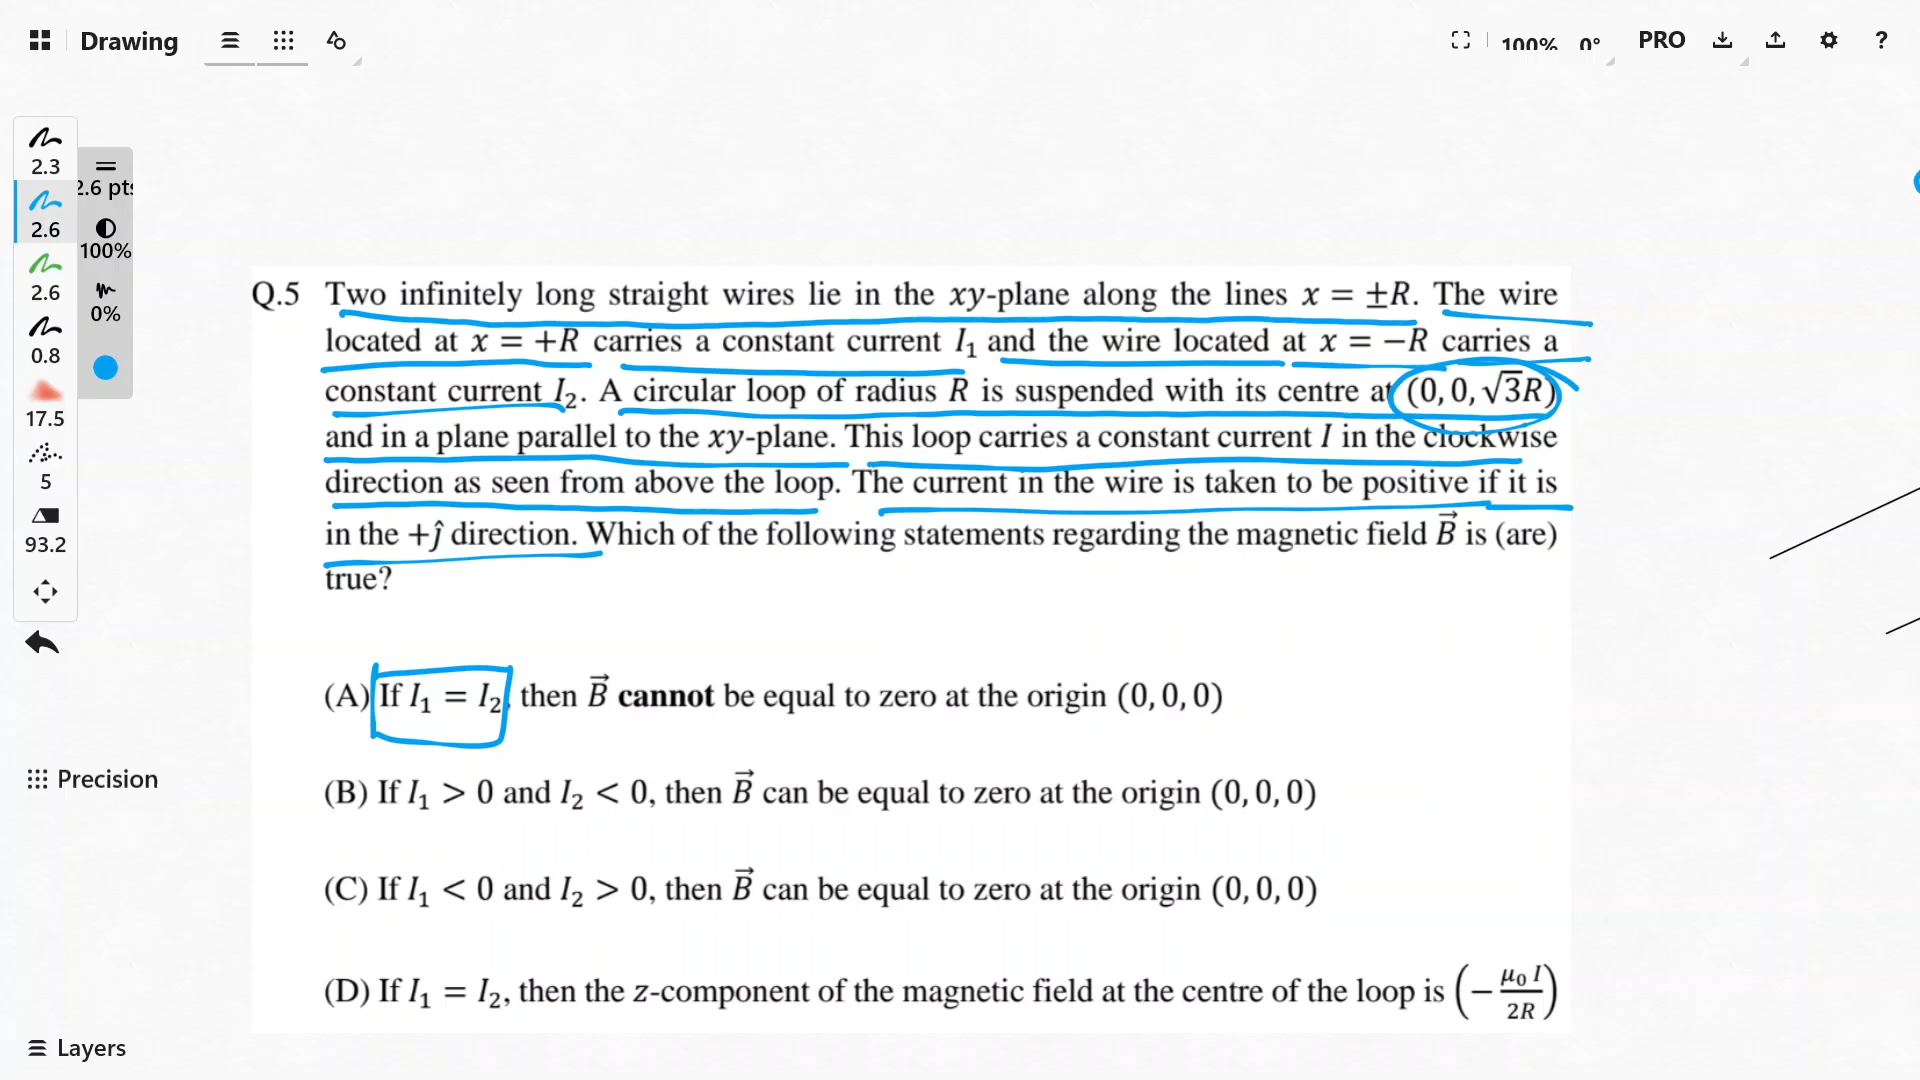 Drawing
100% 0° PRO ?
2.3
2.6 pts
2.6
100%
2.6
0%
0.8
17.5
5
93.2
Precision
Layers
Q.5 Two infinitely long straight wires lie in the xy-plane along the lines x = ±R. The wire
located at x = +R carries a constant current I₁ and the wire located at x = −R carries a
constant current I₂. A circular loop of radius R is suspended with its centre at (0, 0, √3R)
and in a plane parallel to the xy-plane. This loop carries a constant current I in the clockwise
direction as seen from above the loop. The current in the wire is taken to be positive if it is
in the +ĵ direction. Which of the following statements regarding the magnetic field B⃗ is (are)
true?
(A) If I₁ = I₂, then B⃗ cannot be equal to zero at the origin (0, 0, 0)
(B) If I₁ > 0 and I₂ < 0, then B⃗ can be equal to zero at the origin (0, 0, 0)
(C) If I₁ < 0 and I₂ > 0, then B⃗ can be equal to zero at the origin (0, 0, 0)
(D) If I₁ = I₂, then the z-component of the magnetic field at the centre of the loop is (− μ₀ I / 2R)